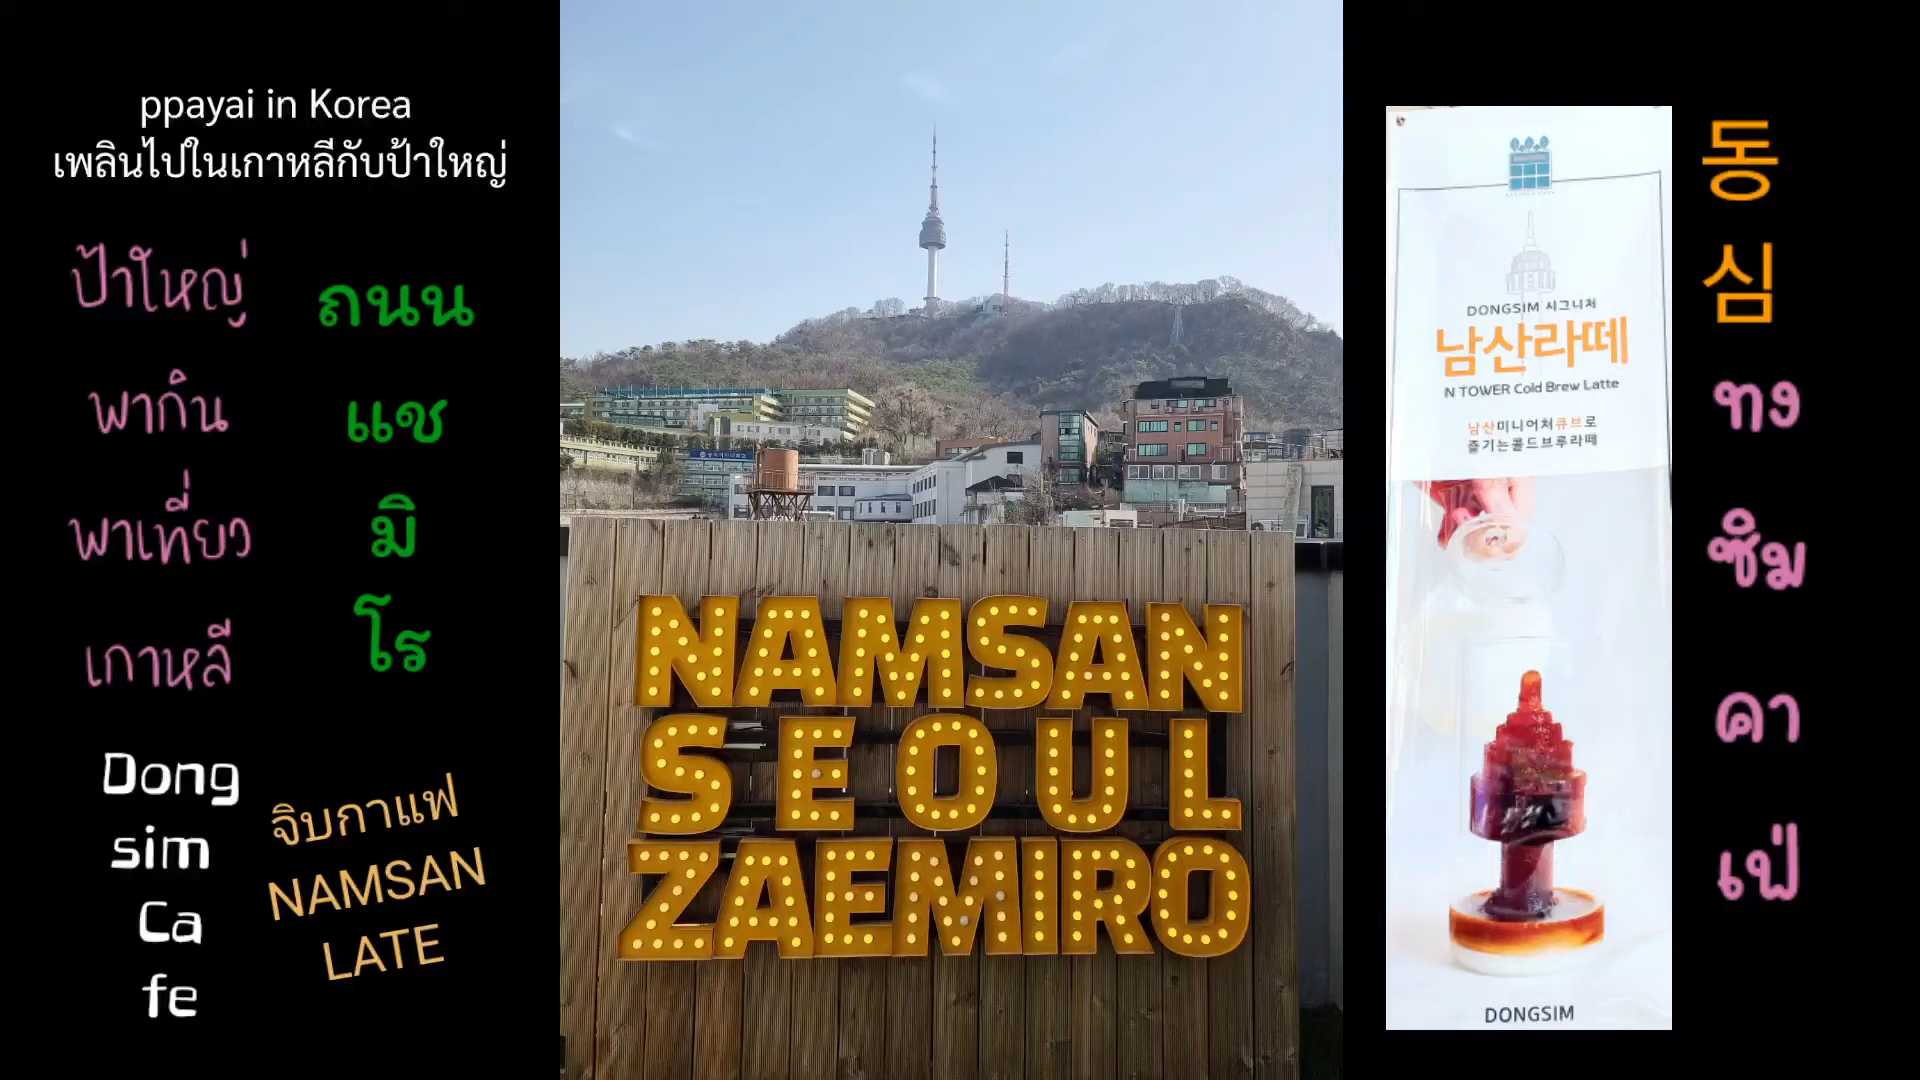 ppayai in Korea
เพลินไปในเกาหลีกับป้าใหญ่
ป้าใหญ่
พากิน
พาเที่ยว
เกาหลี
ถนน
แช
มิ
โร
Dong
sim
Ca
fe
จิบกาแฟ
NAMSAN
LATE
NAMSAN
SEOUL
ZAEMIRO
DONGSIM 시그니처
남산라떼
N TOWER Cold Brew Latte
남산미니어처큐브로
즐기는콜드브루라떼
DONGSIM
동
심
ทง
ซิม
คา
เฟ่